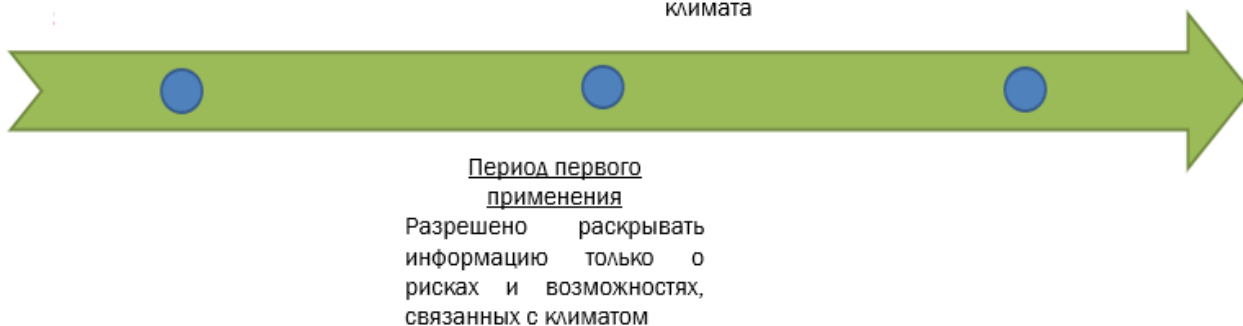 климата
Период первого
применения
Разрешено раскрывать
информацию только о
рисках и возможностях,
связанных с климатом